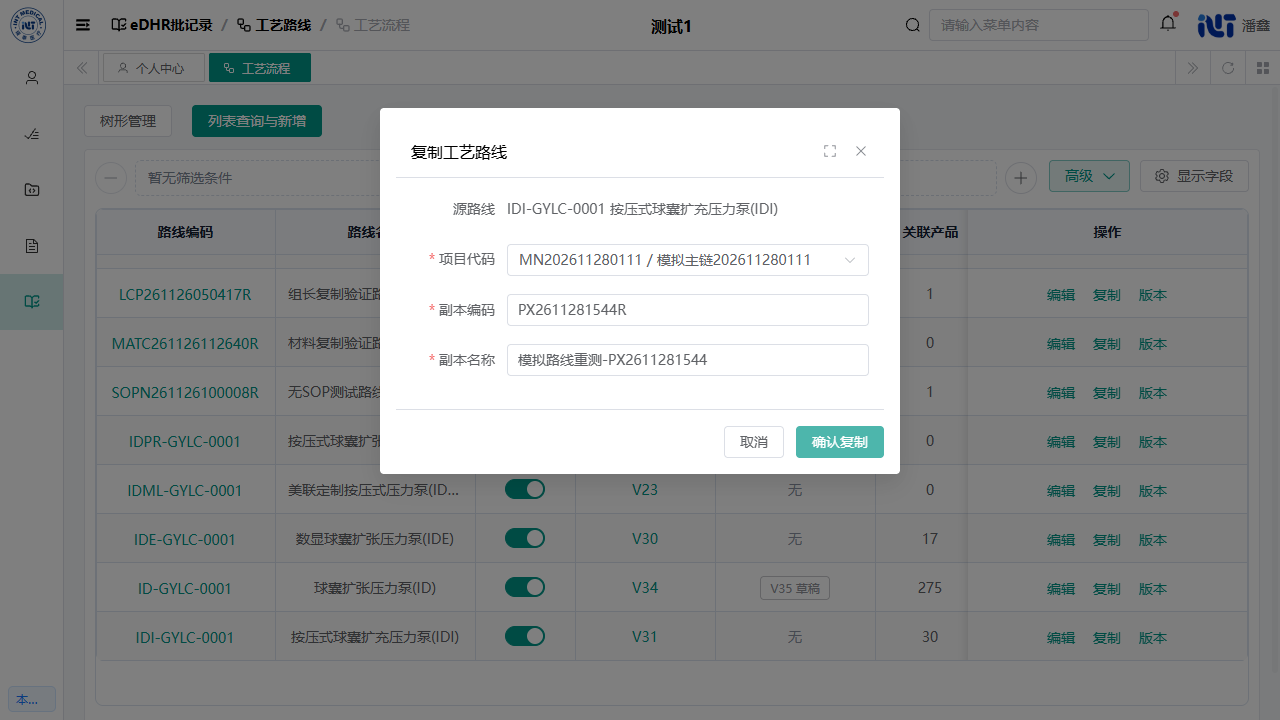 eDHR批记录 / 工艺路线 / 工艺流程
测试1
请输入菜单内容
潘鑫
个人中心
工艺流程
树形管理
列表查询与新增
暂无筛选条件
高级
显示字段
路线编码
关联产品
操作
LCP261126050417R
组长复制验证路
1
编辑 复制 版本
MATC261126112640R
材料复制验证路
0
编辑 复制 版本
SOPN261126100008R
无SOP测试路线
1
编辑 复制 版本
IDPR-GYLC-0001
按压式球囊扩张
0
编辑 复制 版本
IDML-GYLC-0001
美联定制按压式压力泵(ID...
V23
无
0
编辑 复制 版本
IDE-GYLC-0001
数显球囊扩张压力泵(IDE)
V30
无
17
编辑 复制 版本
ID-GYLC-0001
球囊扩张压力泵(ID)
V34
V35 草稿
275
编辑 复制 版本
IDI-GYLC-0001
按压式球囊扩充压力泵(IDI)
V31
无
30
编辑 复制 版本
本...
复制工艺路线
源路线 IDI-GYLC-0001 按压式球囊扩充压力泵(IDI)
* 项目代码 MN202611280111 / 模拟主链202611280111
* 副本编码 PX2611281544R
* 副本名称 模拟路线重测-PX2611281544
取消
确认复制